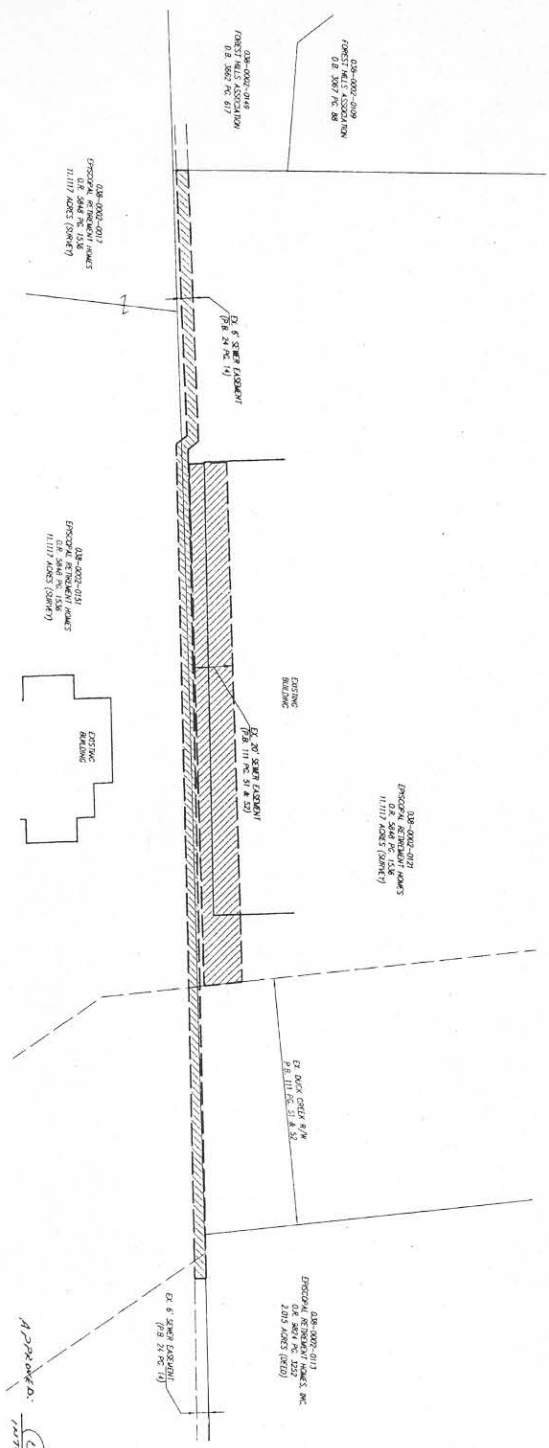 038-0002-0109
FOREST HILLS ASSOCIATION
D.B. 3067 PG. 88
038-0002-0149
FOREST HILLS ASSOCIATION
D.B. 3662 PG. 617
038-0002-0017
EPISCOPAL RETIREMENT HOMES
O.R. 5848 PG. 1536
11.1117 ACRES (SURVEY)
EX. 6' SEWER EASEMENT
(P.B. 24 PG. 14)
038-0002-0151
EPISCOPAL RETIREMENT HOMES
O.R. 5848 PG. 1536
11.1117 ACRES (SURVEY)
EXISTING
BUILDING
EXISTING
BUILDING
EX. 20' SEWER EASEMENT
(P.B. 111 PG. 51 & 52)
038-0002-0121
EPISCOPAL RETIREMENT HOMES
O.R. 5848 PG. 1536
11.1117 ACRES (SURVEY)
EX. DUCK CREEK R/W
P.B. 111 PG. 51 & 52
038-0002-0113
EPISCOPAL RETIREMENT HOMES, INC.
O.R. 9824 PG. 3252
2.015 ACRES (DEED)
EX. 6' SEWER EASEMENT
(P.B. 24 PG. 14)
APPROVED: